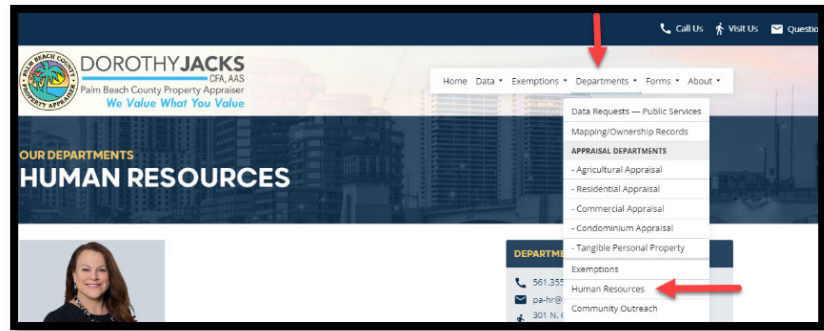 Call Us Visit Us
PALM BEACH COUNTY
PROPERTY APPRAISER
DOROTHY JACKS
CFA, AAS
Palm Beach County Property Appraiser
We Value What You Value
Home Data Exemptions Departments Forms About
Data Requests — Public Services
Mapping/Ownership Records
APPRAISAL DEPARTMENTS
- Agricultural Appraisal
- Residential Appraisal
- Commercial Appraisal
- Condominium Appraisal
- Tangible Personal Property
Exemptions
Human Resources
Community Outreach
OUR DEPARTMENTS
HUMAN RESOURCES
DEPARTME
561.355
pa-hr@
301 N.